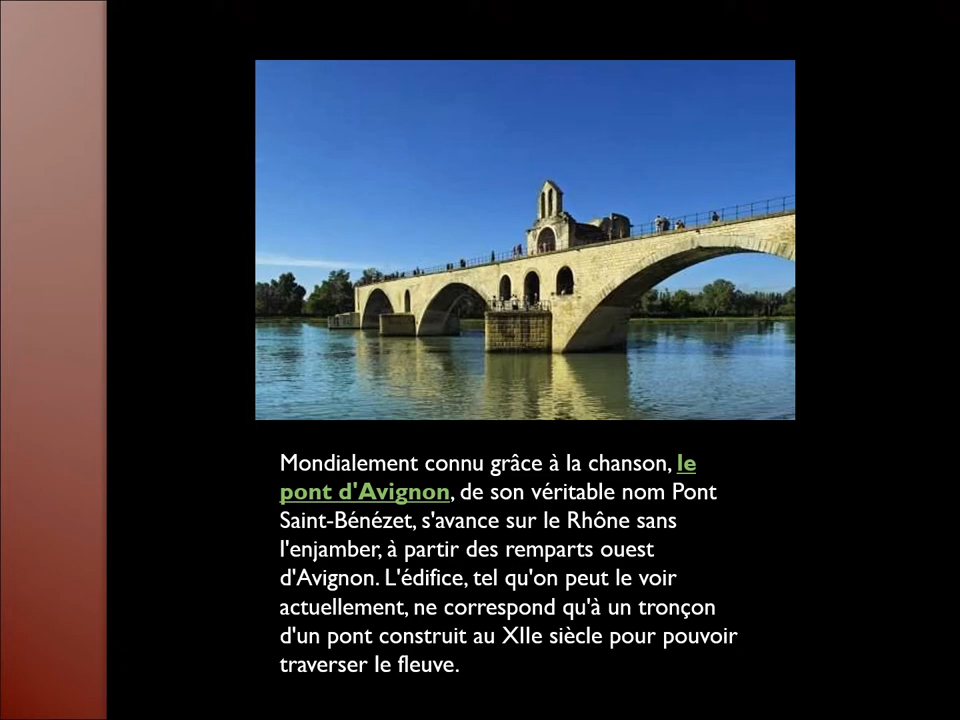 Mondialement connu grâce à la chanson, le
pont d'Avignon, de son véritable nom Pont
Saint-Bénézet, s'avance sur le Rhône sans
l'enjamber, à partir des remparts ouest
d'Avignon. L'édifice, tel qu'on peut le voir
actuellement, ne correspond qu'à un tronçon
d'un pont construit au XIIe siècle pour pouvoir
traverser le fleuve.